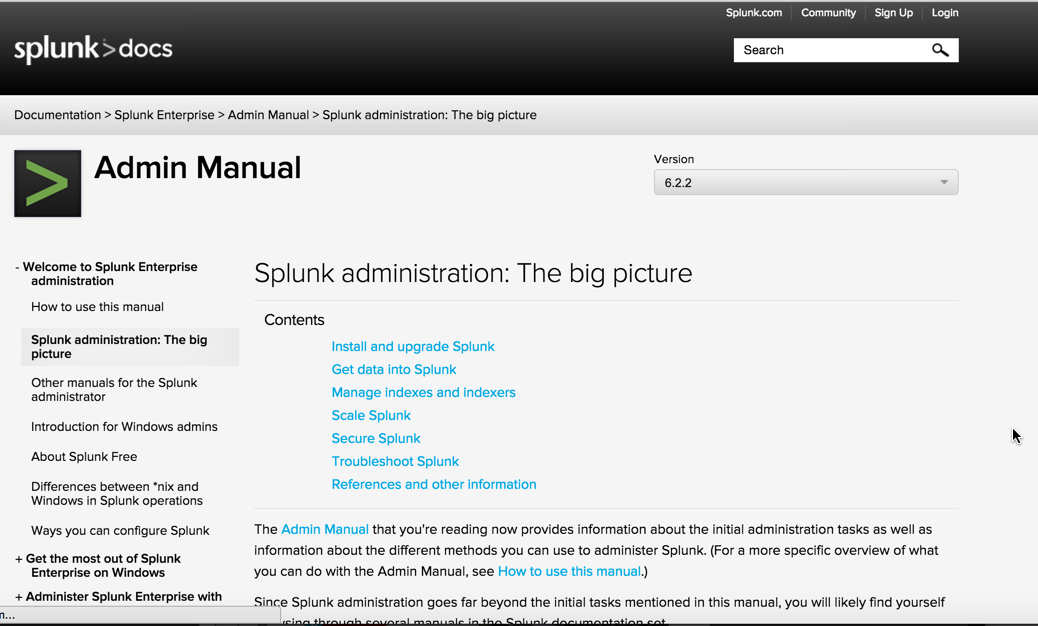 Splunk.com Community Sign Up Login
splunk>docs
Search
Documentation > Splunk Enterprise > Admin Manual > Splunk administration: The big picture
Admin Manual
Version
6.2.2
- Welcome to Splunk Enterprise
administration
How to use this manual
Splunk administration: The big
picture
Other manuals for the Splunk
administrator
Introduction for Windows admins
About Splunk Free
Differences between *nix and
Windows in Splunk operations
Ways you can configure Splunk
+ Get the most out of Splunk
Enterprise on Windows
+ Administer Splunk Enterprise with
Splunk administration: The big picture
Contents
Install and upgrade Splunk
Get data into Splunk
Manage indexes and indexers
Scale Splunk
Secure Splunk
Troubleshoot Splunk
References and other information
The Admin Manual that you're reading now provides information about the initial administration tasks as well as
information about the different methods you can use to administer Splunk. (For a more specific overview of what
you can do with the Admin Manual, see How to use this manual.)
Since Splunk administration goes far beyond the initial tasks mentioned in this manual, you will likely find yourself
through several manuals in the Splunk documentation set.